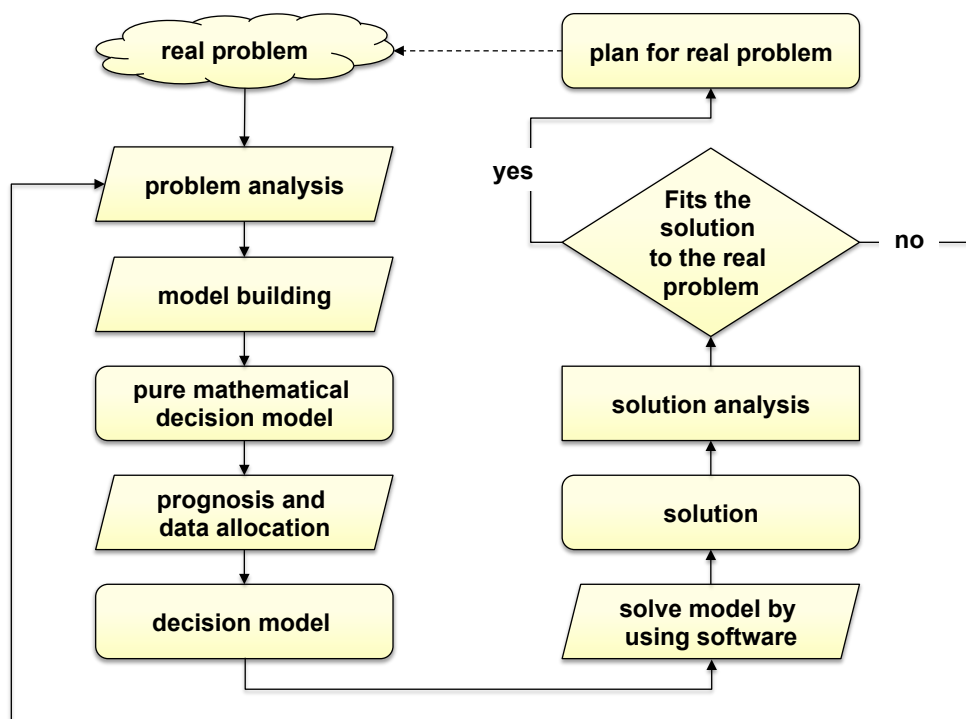 real problem
problem analysis
model building
pure mathematical
decision model
prognosis and
data allocation
decision model
plan for real problem
yes
Fits the
solution
to the real
problem
no
solution analysis
solution
solve model by
using software